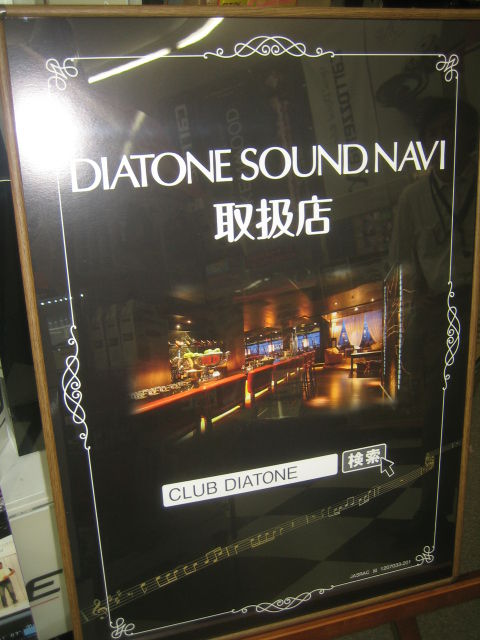 DIATONE SOUND. NAVI
取扱店
CLUB DIATONE 検索